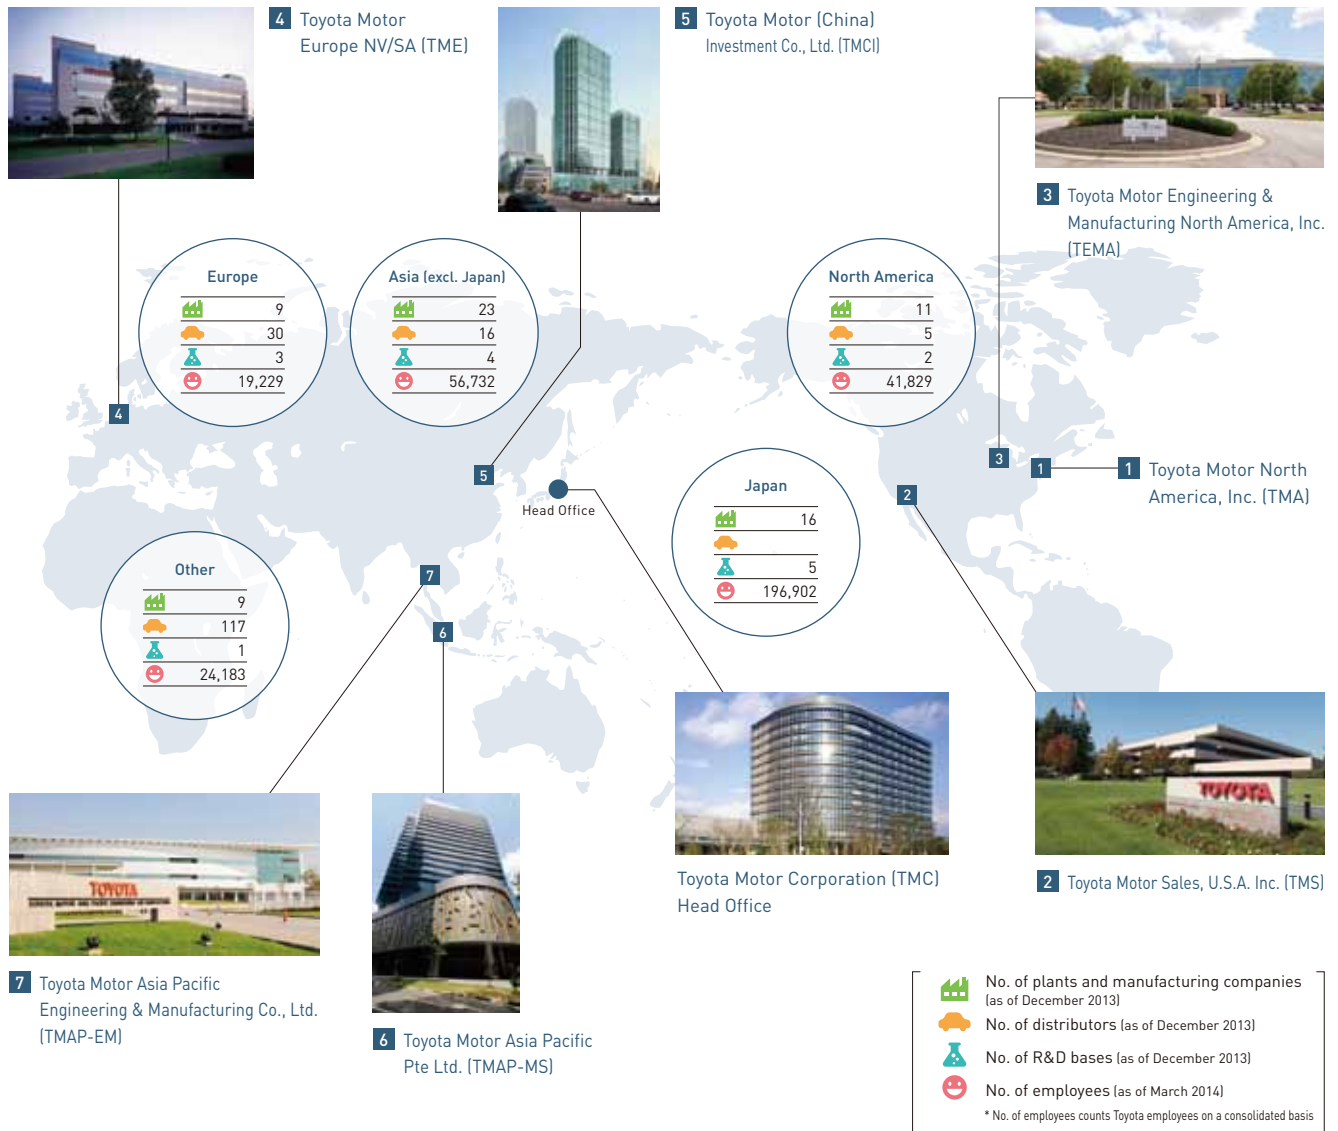 4 Toyota Motor
Europe NV/SA (TME)
5 Toyota Motor (China)
Investment Co., Ltd. (TMCI)
3 Toyota Motor Engineering &
Manufacturing North America, Inc.
(TEMA)
Europe
9
30
3
19,229
Asia (excl. Japan)
23
16
4
56,732
North America
11
5
2
41,829
4
5
3
1
1 Toyota Motor North
America, Inc. (TMA)
2
Head Office
Japan
16
5
196,902
Other
9
117
1
24,183
7
6
TOYOTA
TOYOTA
Toyota Motor Corporation (TMC)
Head Office
2 Toyota Motor Sales, U.S.A. Inc. (TMS)
7 Toyota Motor Asia Pacific
Engineering & Manufacturing Co., Ltd.
(TMAP-EM)
6 Toyota Motor Asia Pacific
Pte Ltd. (TMAP-MS)
No. of plants and manufacturing companies
(as of December 2013)
No. of distributors (as of December 2013)
No. of R&D bases (as of December 2013)
No. of employees (as of March 2014)
* No. of employees counts Toyota employees on a consolidated basis